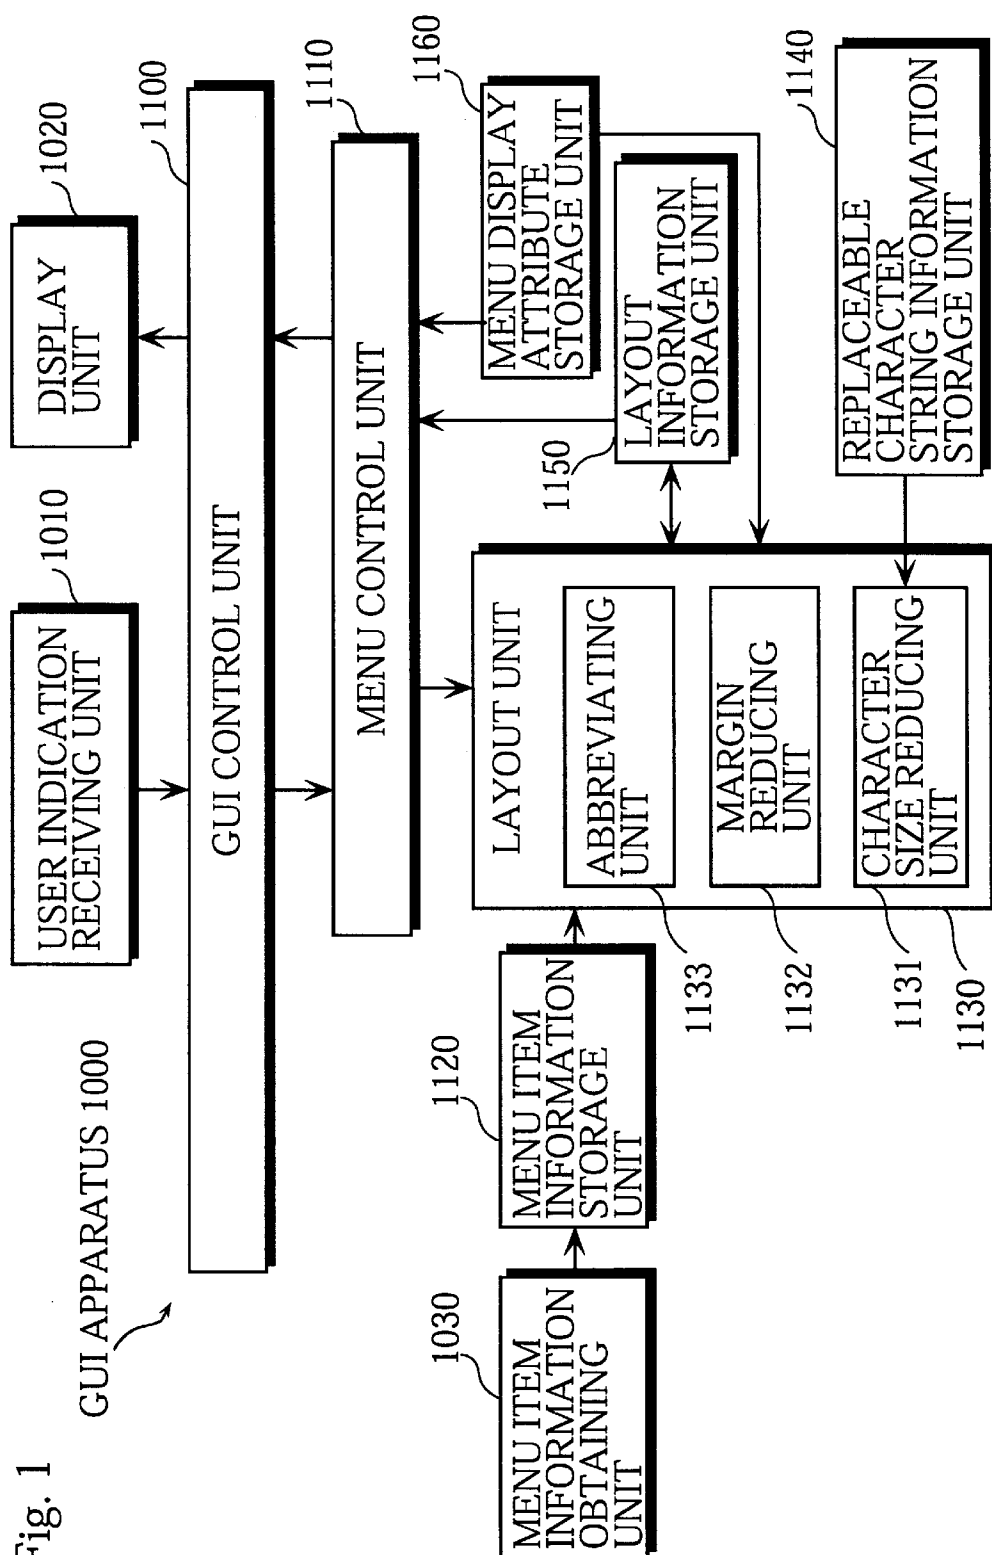 Fig. 1
GUI APPARATUS 1000
USER INDICATION
RECEIVING UNIT
1010
DISPLAY
UNIT
1020
GUI CONTROL UNIT
1100
MENU CONTROL UNIT
1110
MENU ITEM
INFORMATION
OBTAINING
UNIT
1030
MENU ITEM
INFORMATION
STORAGE
UNIT
1120
LAYOUT UNIT
ABBREVIATING
UNIT
MARGIN
REDUCING
UNIT
CHARACTER
SIZE REDUCING
UNIT
1133
1132
1131
1130
MENU DISPLAY
ATTRIBUTE
STORAGE UNIT
1160
LAYOUT
INFORMATION
STORAGE UNIT
1150
REPLACEABLE
CHARACTER
STRING INFORMATION
STORAGE UNIT
1140